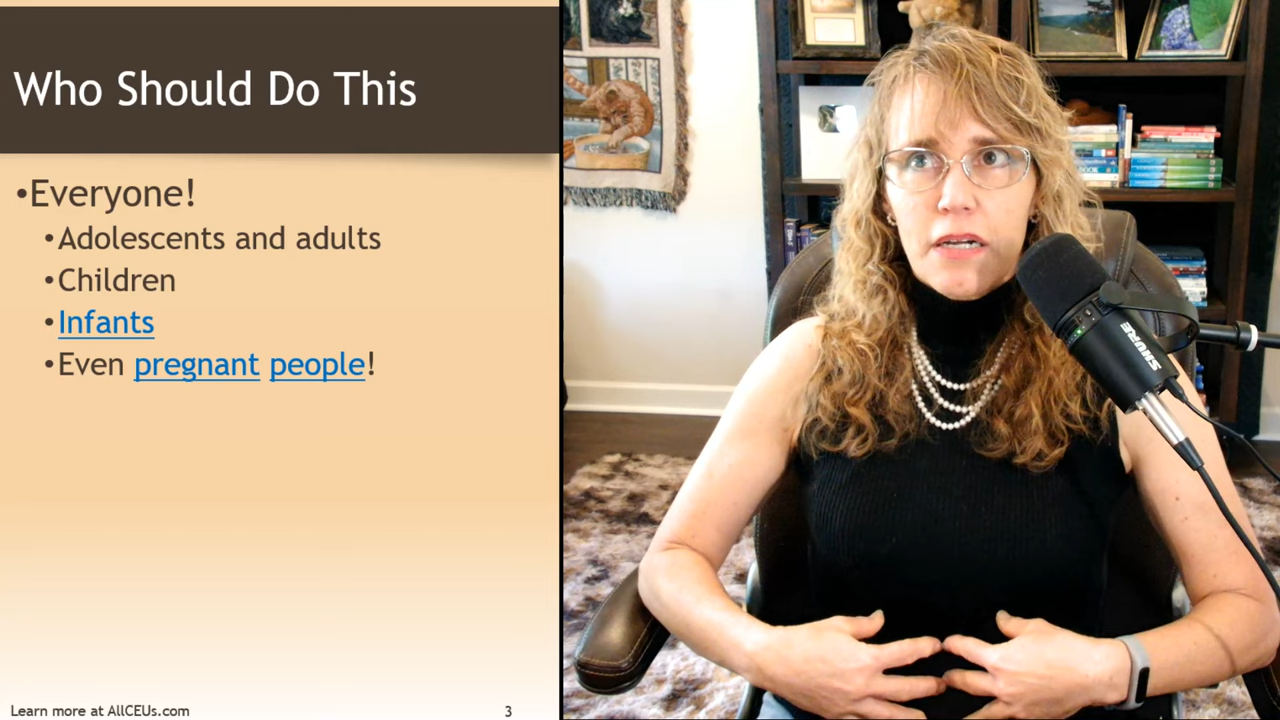 Who Should Do This
•Everyone!
•Adolescents and adults
•Children
•Infants
•Even pregnant people!
Learn more at AllCEUs.com
3
SHURE